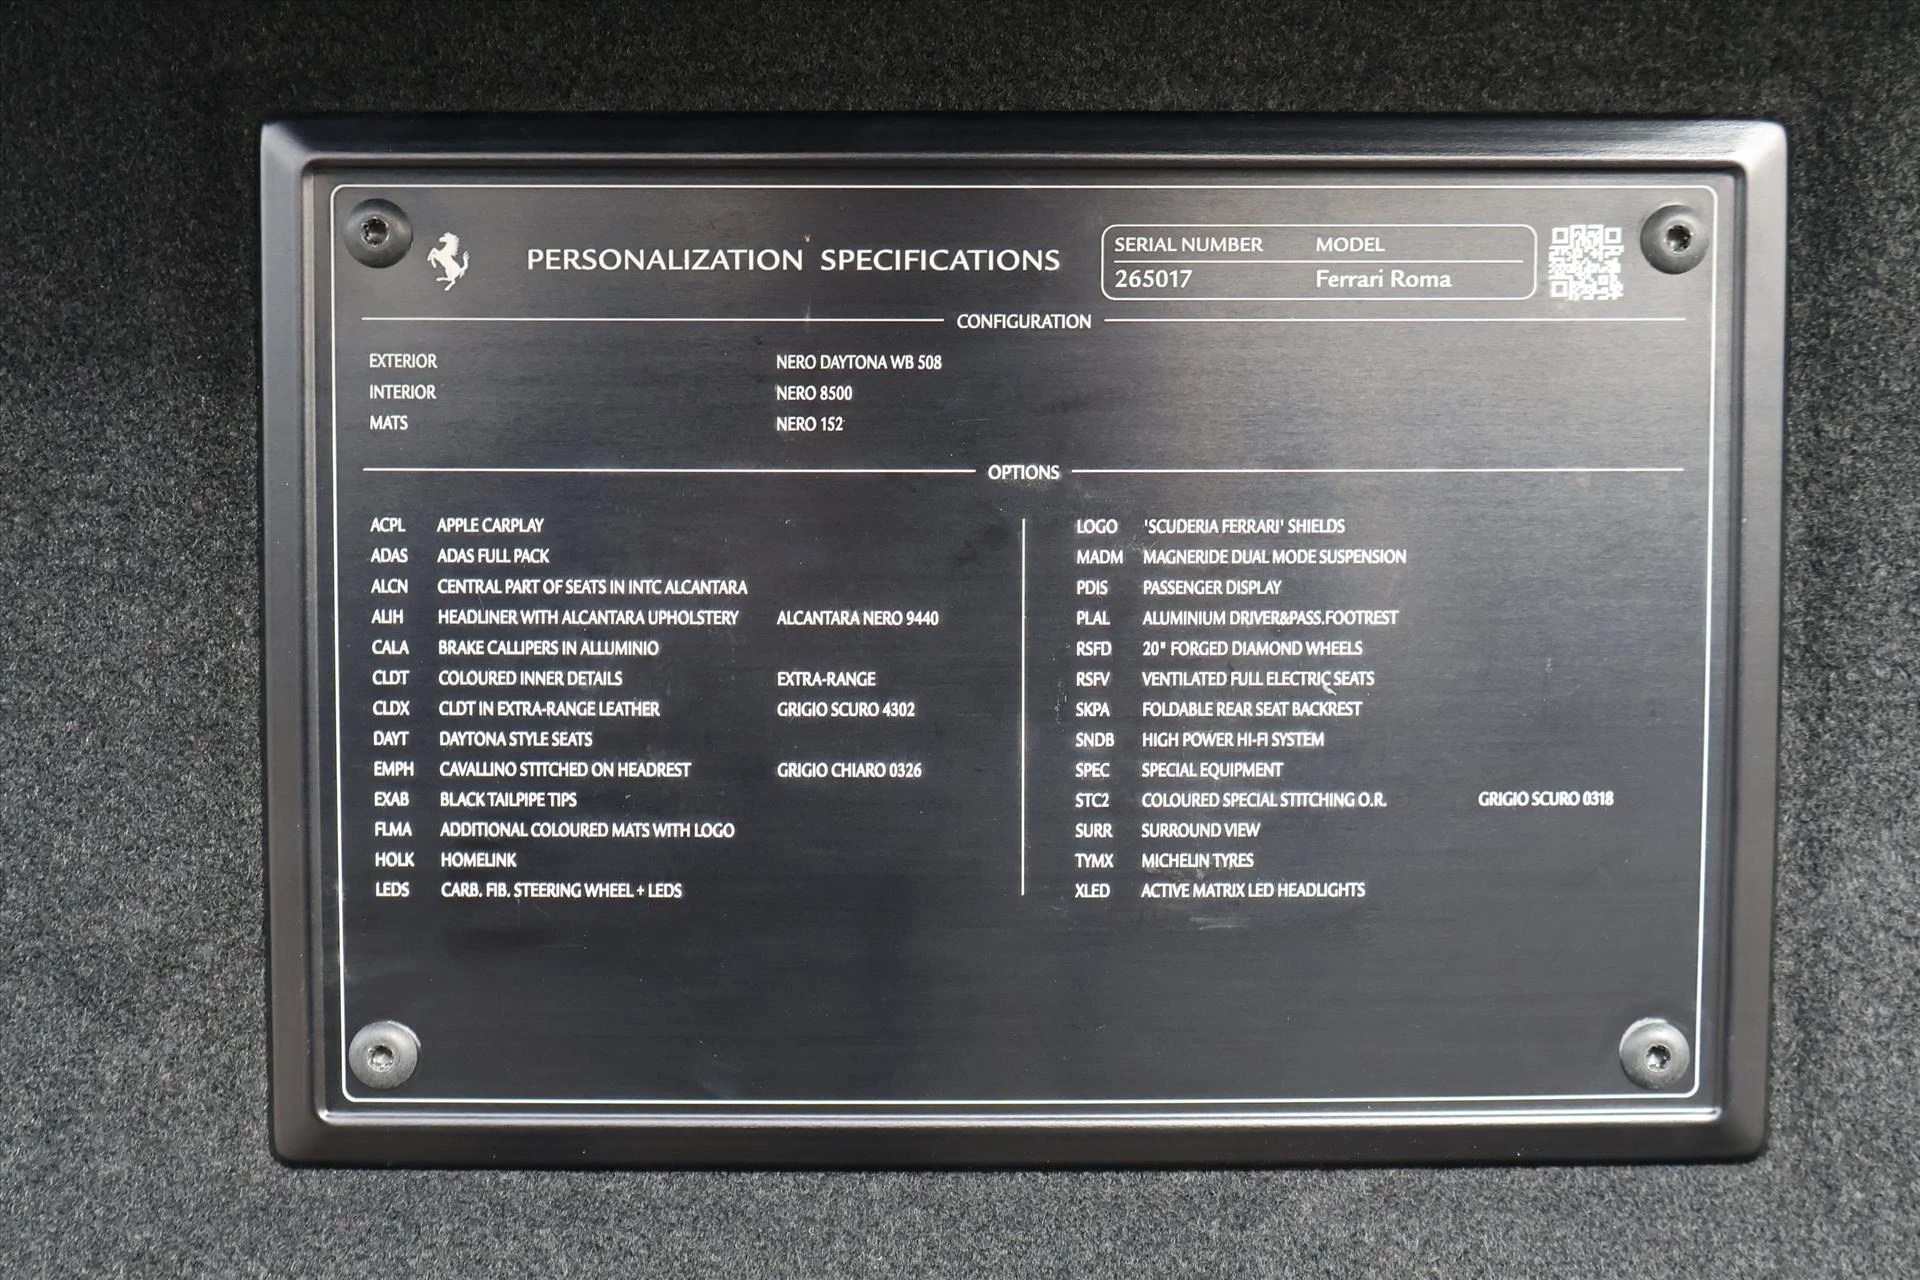 PERSONALIZATION SPECIFICATIONS
SERIAL NUMBER MODEL
265017 Ferrari Roma
CONFIGURATION
EXTERIOR NERO DAYTONA WB 508
INTERIOR NERO 8500
MATS NERO 152
OPTIONS
ACPL APPLE CARPLAY
ADAS ADAS FULL PACK
ALCN CENTRAL PART OF SEATS IN INTC ALCANTARA
ALIH HEADLINER WITH ALCANTARA UPHOLSTERY ALCANTARA NERO 9440
CALA BRAKE CALLIPERS IN ALLUMINIO
CLDT COLOURED INNER DETAILS EXTRA-RANGE
CLDX CLDT IN EXTRA-RANGE LEATHER GRIGIO SCURO 4302
DAYT DAYTONA STYLE SEATS
EMPH CAVALLINO STITCHED ON HEADREST GRIGIO CHIARO 0326
EXAB BLACK TAILPIPE TIPS
FLMA ADDITIONAL COLOURED MATS WITH LOGO
HOLK HOMELINK
LEDS CARB. FIB. STEERING WHEEL + LEDS
LOGO 'SCUDERIA FERRARI' SHIELDS
MADM MAGNERIDE DUAL MODE SUSPENSION
PDIS PASSENGER DISPLAY
PLAL ALUMINIUM DRIVER&PASS.FOOTREST
RSFD 20" FORGED DIAMOND WHEELS
RSFV VENTILATED FULL ELECTRIC SEATS
SKPA FOLDABLE REAR SEAT BACKREST
SNDB HIGH POWER HI-FI SYSTEM
SPEC SPECIAL EQUIPMENT
STC2 COLOURED SPECIAL STITCHING O.R. GRIGIO SCURO 0318
SURR SURROUND VIEW
TYMX MICHELIN TYRES
XLED ACTIVE MATRIX LED HEADLIGHTS